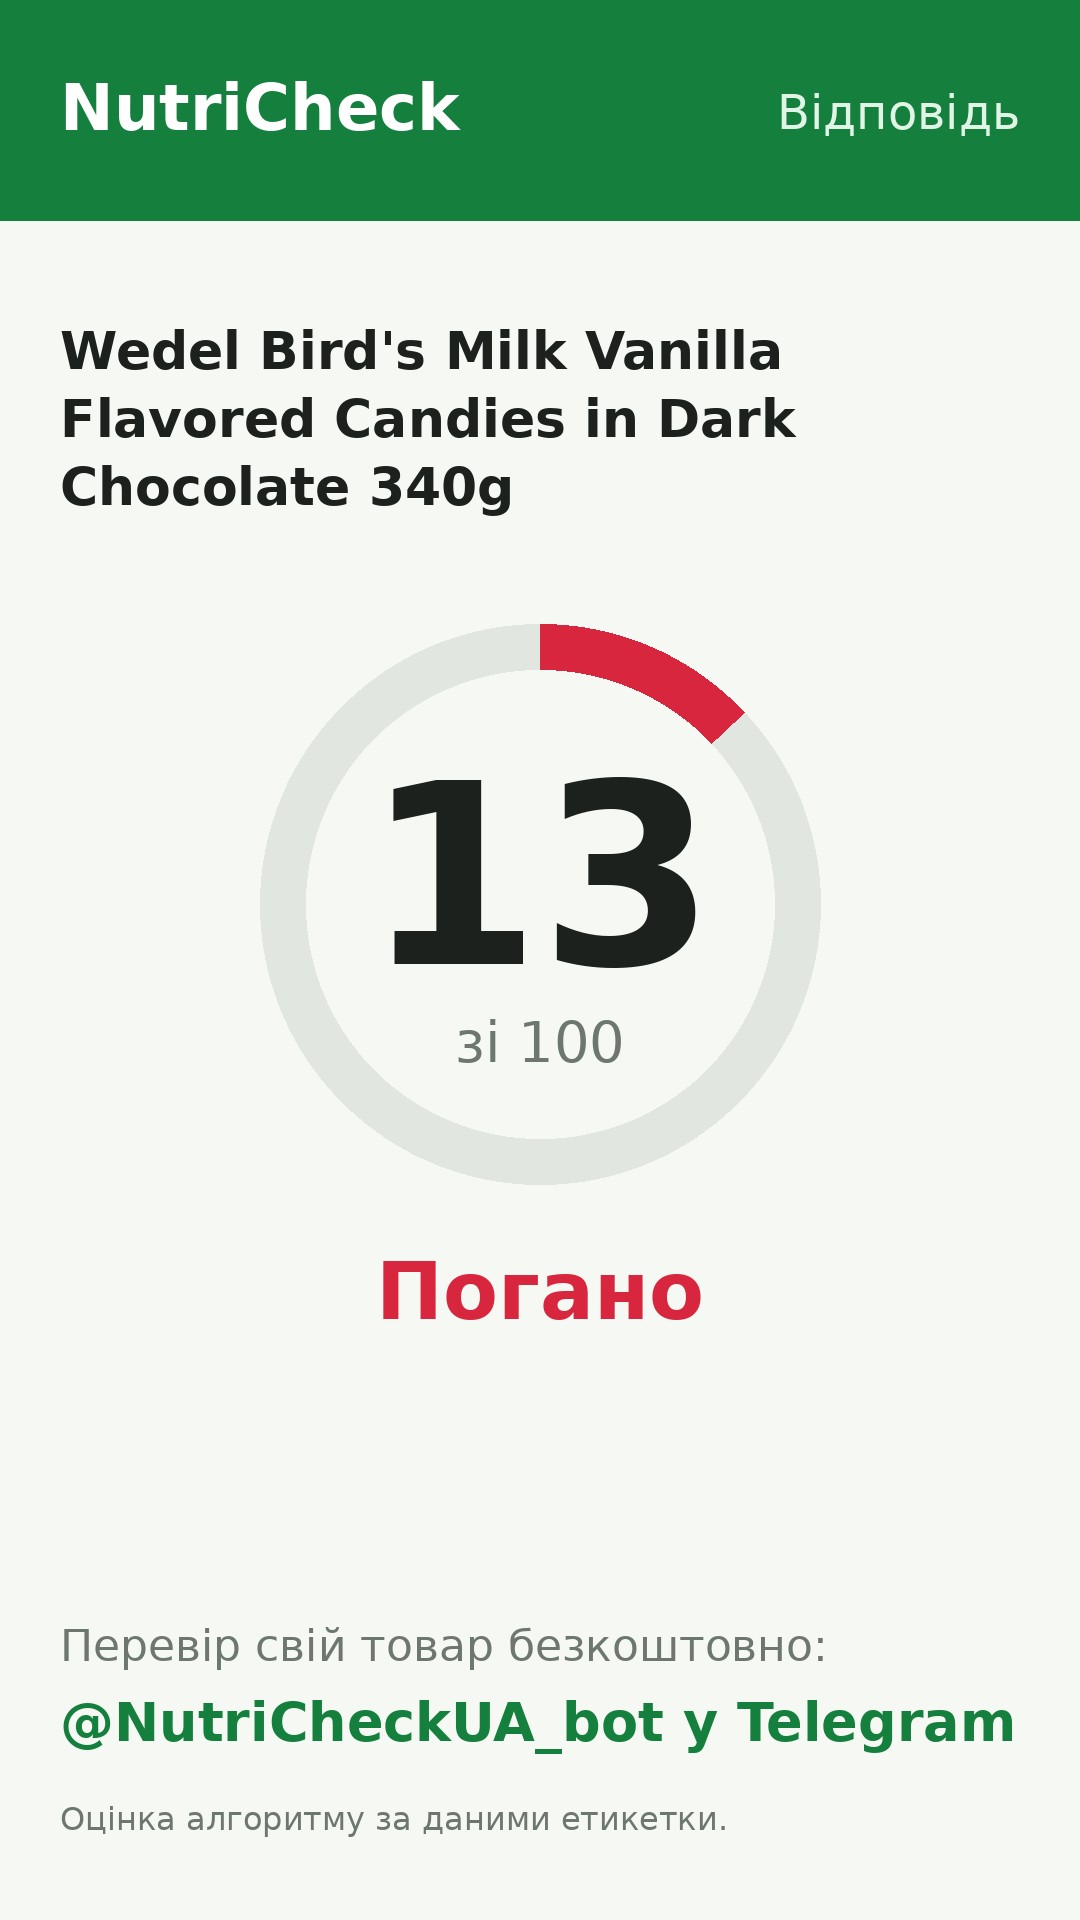 NutriCheck
Відповідь
Wedel Bird's Milk Vanilla
Flavored Candies in Dark
Chocolate 340g
13
зі 100
Погано
Перевір свій товар безкоштовно:
@NutriCheckUA_bot у Telegram
Оцінка алгоритму за даними етикетки.